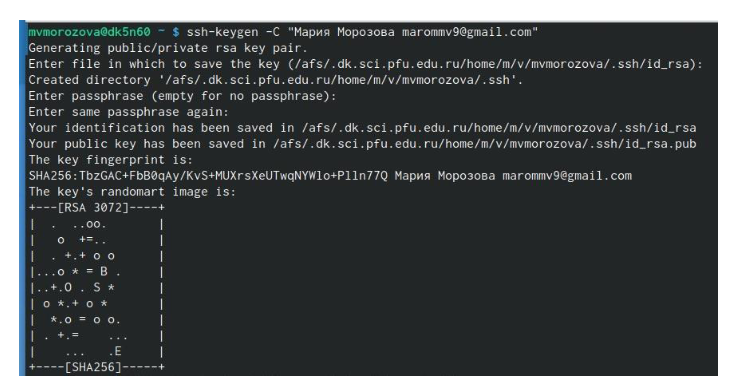 mvmorozova@dk5n60 ~ $ ssh-keygen -C "Мария Морозова marommv9@gmail.com"
Generating public/private rsa key pair.
Enter file in which to save the key (/afs/.dk.sci.pfu.edu.ru/home/m/v/mvmorozova/.ssh/id_rsa):
Created directory '/afs/.dk.sci.pfu.edu.ru/home/m/v/mvmorozova/.ssh'.
Enter passphrase (empty for no passphrase):
Enter same passphrase again:
Your identification has been saved in /afs/.dk.sci.pfu.edu.ru/home/m/v/mvmorozova/.ssh/id_rsa
Your public key has been saved in /afs/.dk.sci.pfu.edu.ru/home/m/v/mvmorozova/.ssh/id_rsa.pub
The key fingerprint is:
SHA256:TbzGAC+FbB0qAy/KvS+MUXrsXeUTwqNYWlo+Plln77Q Мария Морозова marommv9@gmail.com
The key's randomart image is:
+---[RSA 3072]----+
|  .  ..oo.       |
|   o  +=..       |
|  . +.+ o o      |
|...o * = B .     |
|..+.O . S *      |
| o *.+ o *       |
|  *.o = o o.     |
| . +.=    ...    |
|    ...   .E     |
+----[SHA256]-----+